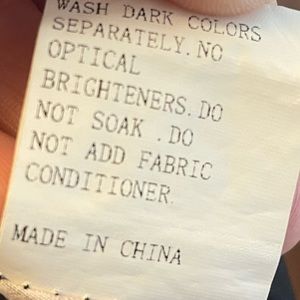 WASH DARK COLORS
SEPARATELY.NO
OPTICAL
BRIGHTENERS.DO
NOT SOAK .DO
NOT ADD FABRIC
CONDITIONER.
MADE IN CHINA